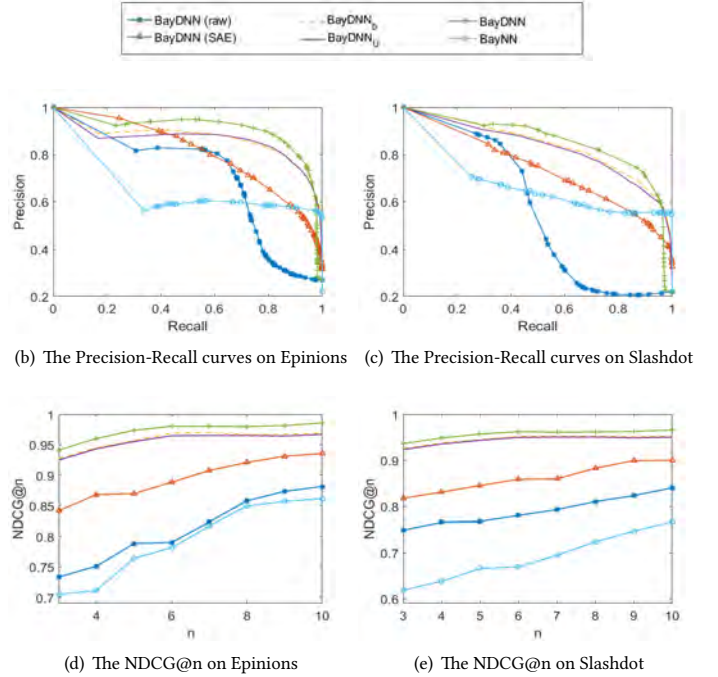 BayDNN (raw) BayDNN_b BayDNN
BayDNN (SAE) BayDNN_U BayNN
1
0.8
0.6
0.4
0.2
Precision
0 0.2 0.4 0.6 0.8 1
Recall
1
0.8
0.6
0.4
0.2
Precision
0 0.2 0.4 0.6 0.8 1
Recall
(b) The Precision-Recall curves on Epinions (c) The Precision-Recall curves on Slashdot
1
0.95
0.9
0.85
0.8
0.75
0.7
NDCG@n
4 6 8 10
n
1
0.9
0.8
0.7
0.6
NDCG@n
3 4 5 6 7 8 9 10
n
(d) The NDCG@n on Epinions (e) The NDCG@n on Slashdot